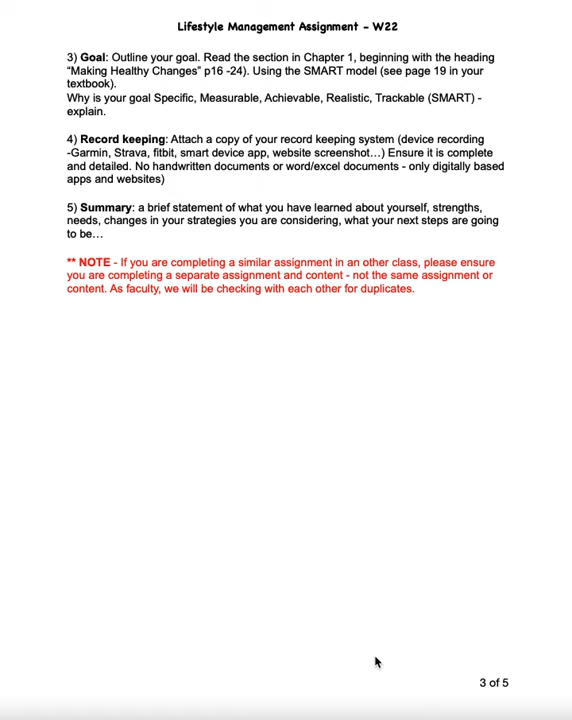 Lifestyle Management Assignment - W22
3) Goal: Outline your goal. Read the section in Chapter 1, beginning with the heading
“Making Healthy Changes” p16 -24). Using the SMART model (see page 19 in your
textbook).
Why is your goal Specific, Measurable, Achievable, Realistic, Trackable (SMART) -
explain.
4) Record keeping: Attach a copy of your record keeping system (device recording
-Garmin, Strava, fitbit, smart device app, website screenshot…) Ensure it is complete
and detailed. No handwritten documents or word/excel documents - only digitally based
apps and websites)
5) Summary: a brief statement of what you have learned about yourself, strengths,
needs, changes in your strategies you are considering, what your next steps are going
to be…
** NOTE - If you are completing a similar assignment in an other class, please ensure
you are completing a separate assignment and content - not the same assignment or
content. As faculty, we will be checking with each other for duplicates.
3 of 5